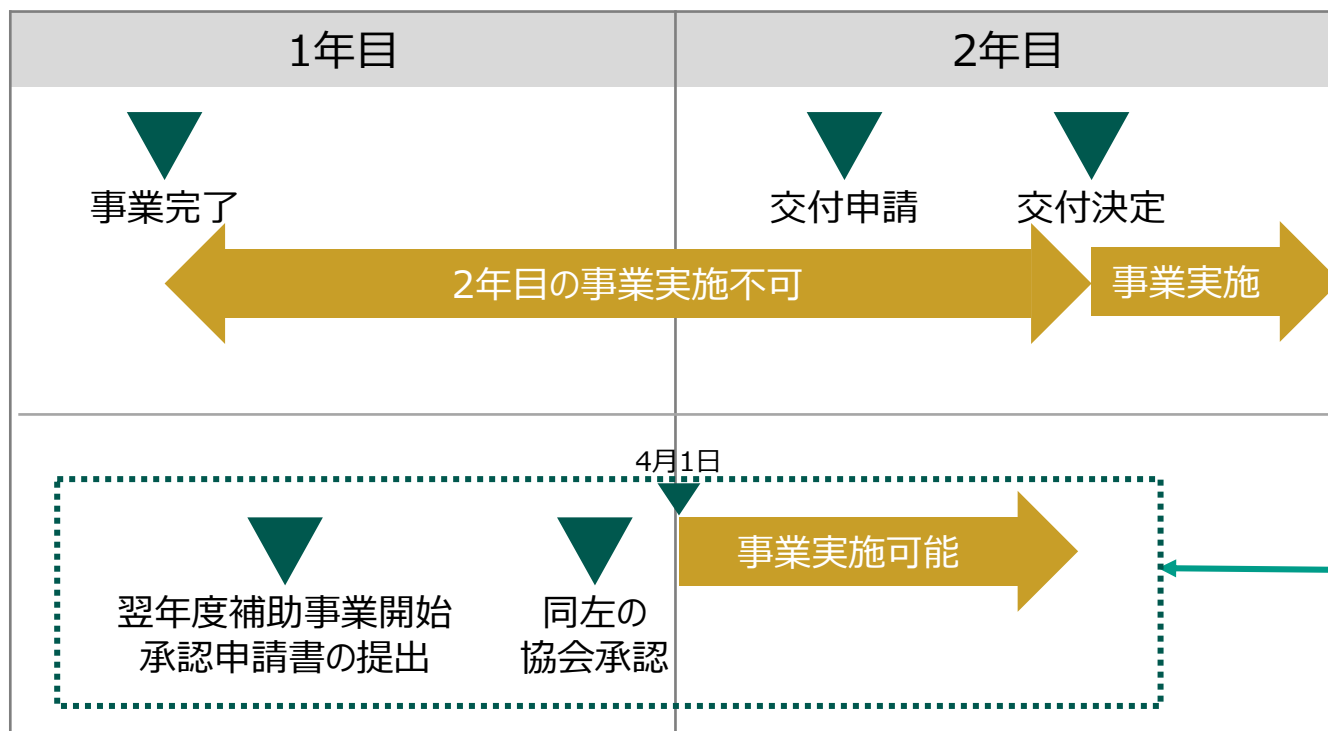 1年目
2年目
事業完了
交付申請
交付決定
2年目の事業実施不可
事業実施
4月1日
事業実施可能
翌年度補助事業開始
承認申請書の提出
同左の
協会承認